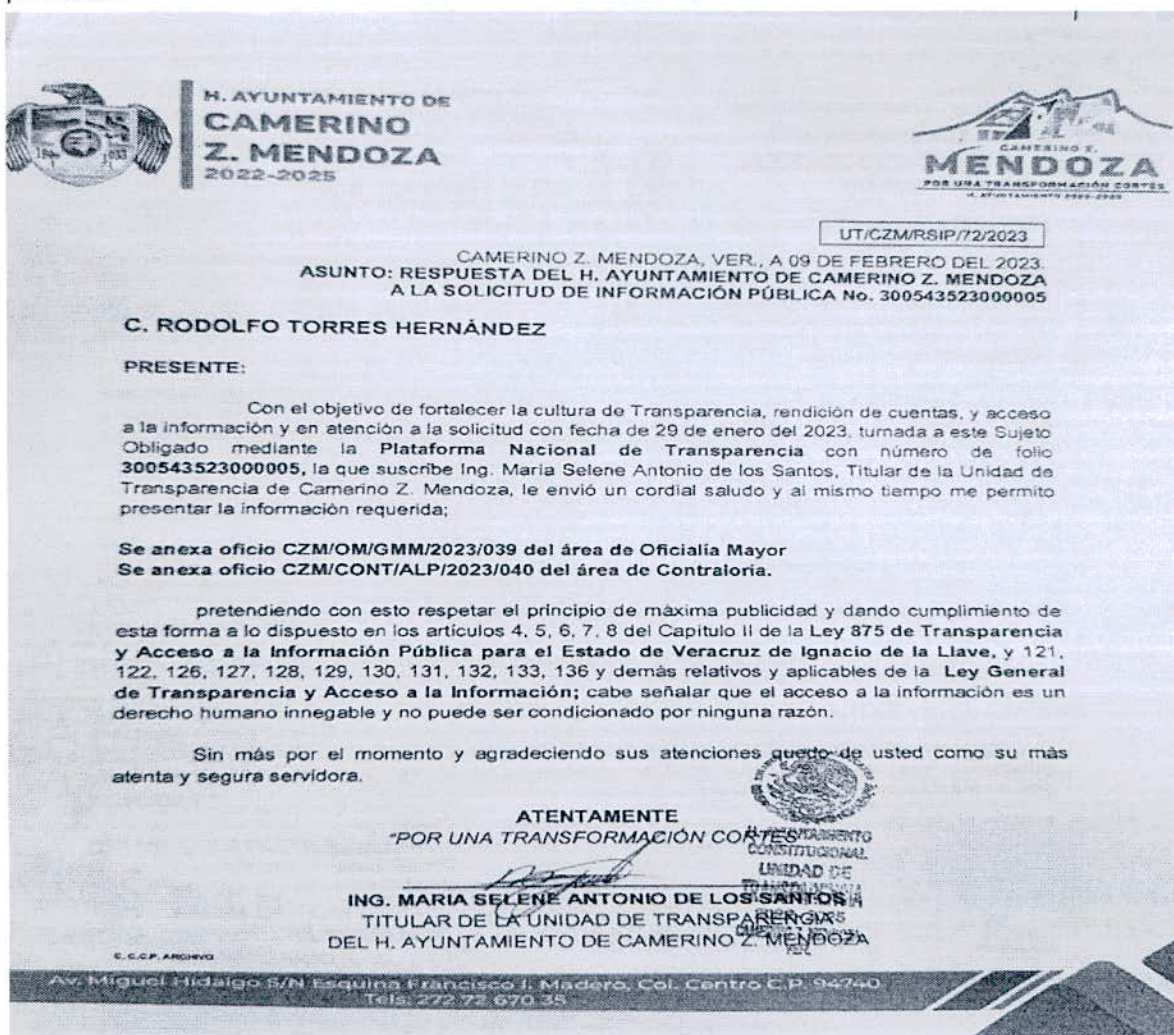 H. AYUNTAMIENTO DE
CAMERINO
Z. MENDOZA
2022-2025
CAMERINO Z.
MENDOZA
POR UNA TRANSFORMACIÓN CORTÉS
H. AYUNTAMIENTO 2022-2025
UT/CZM/RSIP/72/2023
CAMERINO Z. MENDOZA, VER., A 09 DE FEBRERO DEL 2023.
ASUNTO: RESPUESTA DEL H. AYUNTAMIENTO DE CAMERINO Z. MENDOZA
A LA SOLICITUD DE INFORMACIÓN PÚBLICA No. 300543523000005
C. RODOLFO TORRES HERNÁNDEZ
PRESENTE:
Con el objetivo de fortalecer la cultura de Transparencia, rendición de cuentas, y acceso
a la información y en atención a la solicitud con fecha de 29 de enero del 2023, turnada a este Sujeto
Obligado mediante la Plataforma Nacional de Transparencia con número de folio
300543523000005, la que suscribe Ing. Maria Selene Antonio de los Santos, Titular de la Unidad de
Transparencia de Camerino Z. Mendoza, le envió un cordial saludo y al mismo tiempo me permito
presentar la información requerida;
Se anexa oficio CZM/OM/GMM/2023/039 del área de Oficialía Mayor
Se anexa oficio CZM/CONT/ALP/2023/040 del área de Contraloría.
pretendiendo con esto respetar el principio de máxima publicidad y dando cumplimiento de
esta forma a lo dispuesto en los artículos 4, 5, 6, 7, 8 del Capítulo II de la Ley 875 de Transparencia
y Acceso a la Información Pública para el Estado de Veracruz de Ignacio de la Llave, y 121,
122, 126, 127, 128, 129, 130, 131, 132, 133, 136 y demás relativos y aplicables de la Ley General
de Transparencia y Acceso a la Información; cabe señalar que el acceso a la información es un
derecho humano innegable y no puede ser condicionado por ninguna razón.
Sin más por el momento y agradeciendo sus atenciones quedo de usted como su más
atenta y segura servidora.
ATENTAMENTE
"POR UNA TRANSFORMACIÓN CORTÉS"
H. AYUNTAMIENTO
CONSTITUCIONAL
UNIDAD DE
TRANSPARENCIA
ING. MARIA SELENE ANTONIO DE LOS SANTOS
TITULAR DE LA UNIDAD DE TRANSPARENCIA
DEL H. AYUNTAMIENTO DE CAMERINO Z. MENDOZA
C. C.C.P. ARCHIVO
Av. Miguel Hidalgo S/N Esquina Francisco I. Madero, Col. Centro C.P. 94740
Tels: 272 72 670 35